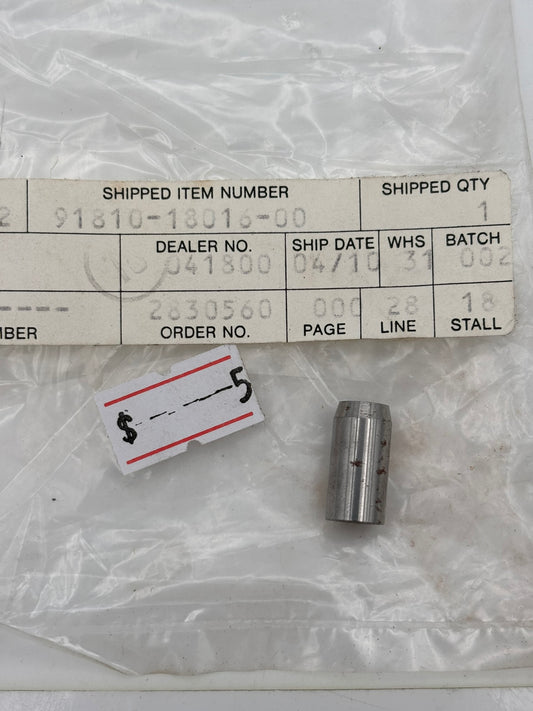 SHIPPED ITEM NUMBER SHIPPED QTY
2 91810-18016-00 1
DEALER NO. SHIP DATE WHS BATCH
041800 04/10 31 002
---- 2830560 000 28 18
MBER ORDER NO. PAGE LINE STALL
$ - - -- 5